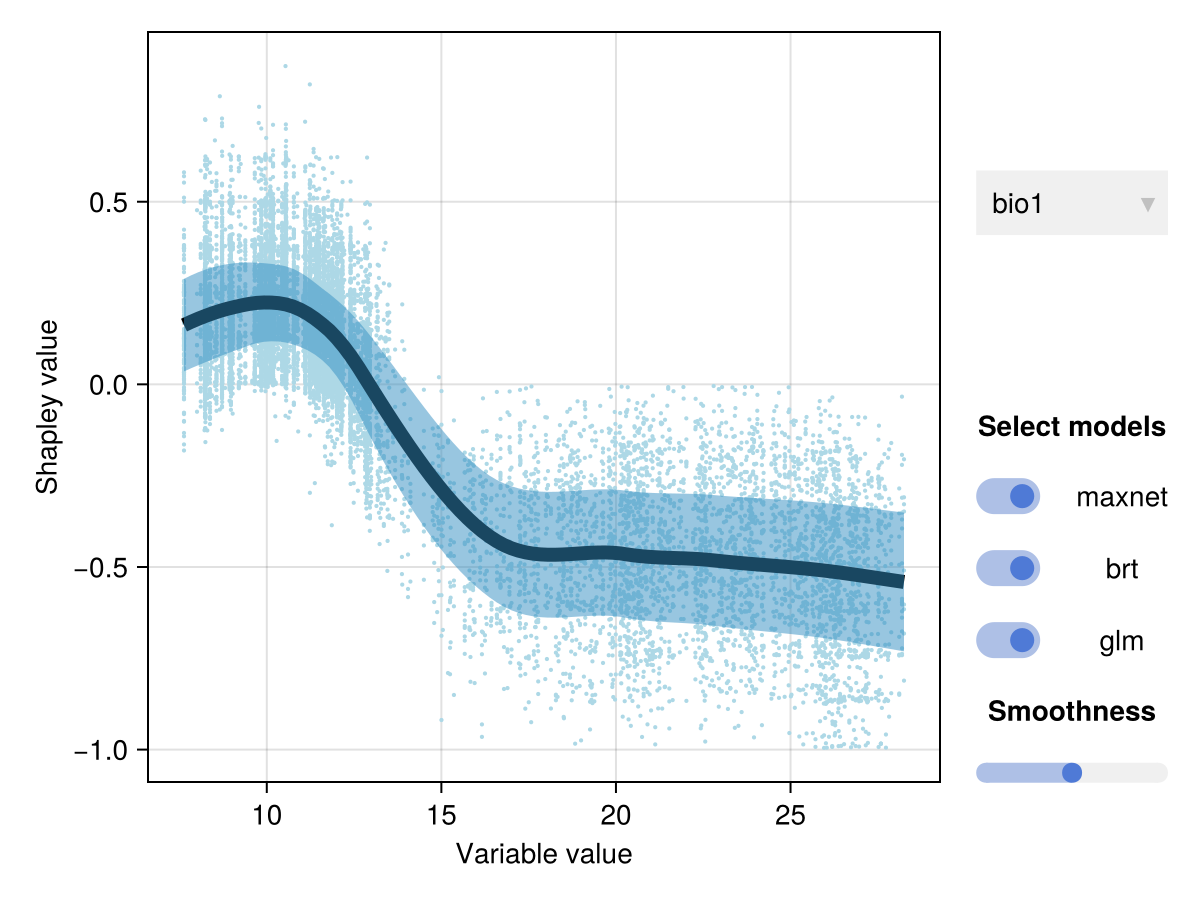 Shapley value
0.5
0.0
−0.5
−1.0
10
15
20
25
Variable value
bio1
Select models
maxnet
brt
glm
Smoothness